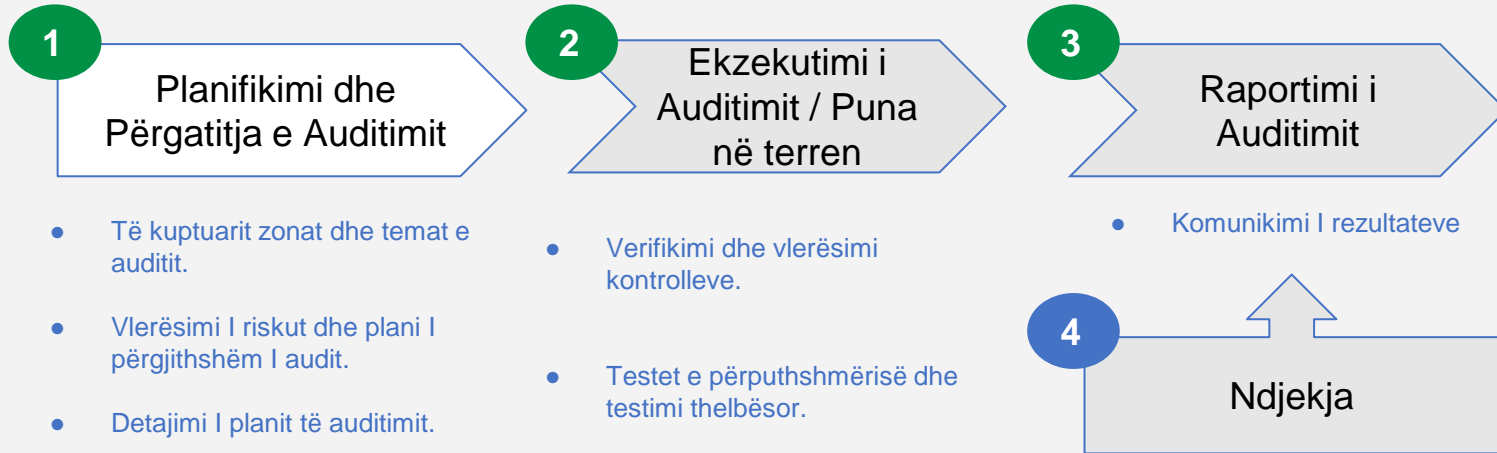 1
Planifikimi dhe
Përgatitja e Auditimit
● Të kuptuarit zonat dhe temat e
auditit.
● Vlerësimi I riskut dhe plani I
përgjithshëm I audit.
● Detajimi I planit të auditimit.
2
Ekzekutimi i
Auditimit / Puna
në terren
● Verifikimi dhe vlerësimi
kontrolleve.
● Testet e përputhshmërisë dhe
testimi thelbësor.
3
Raportimi i
Auditimit
● Komunikimi I rezultateve
4
Ndjekja